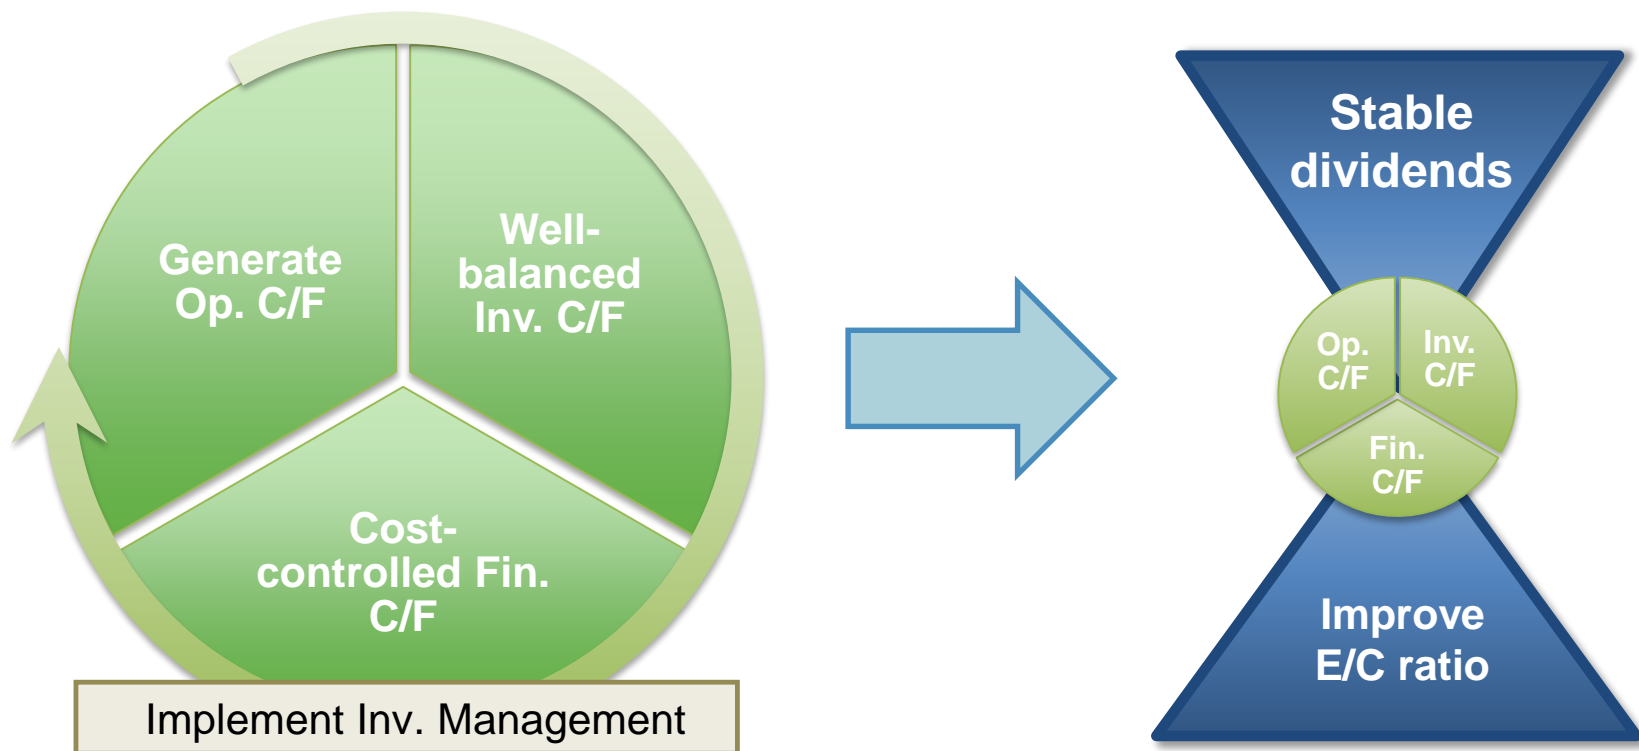 Generate
Op. C/F
Well-
balanced
Inv. C/F
Cost-
controlled Fin.
C/F
Implement Inv. Management
Stable
dividends
Op.
C/F
Inv.
C/F
Fin.
C/F
Improve
E/C ratio